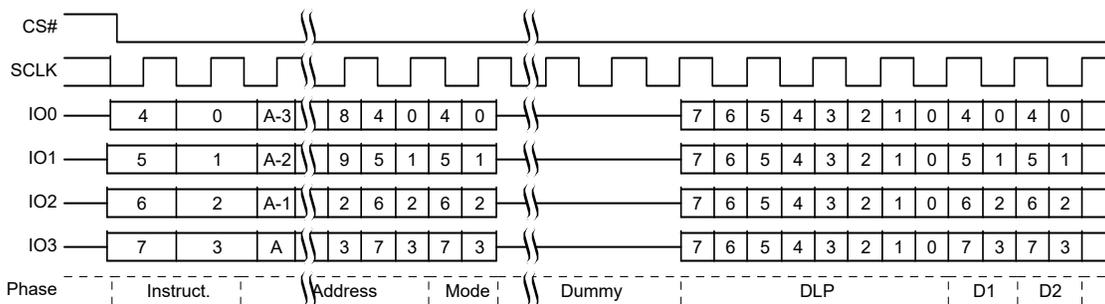 CS#
SCLK
IO0 4 0 A-3 8 4 0 4 0 7 6 5 4 3 2 1 0 4 0 4 0
IO1 5 1 A-2 9 5 1 5 1 7 6 5 4 3 2 1 0 5 1 5 1
IO2 6 2 A-1 2 6 2 6 2 7 6 5 4 3 2 1 0 6 2 6 2
IO3 7 3 A 3 7 3 7 3 7 6 5 4 3 2 1 0 7 3 7 3
Phase Instruct. Address Mode Dummy DLP D1 D2